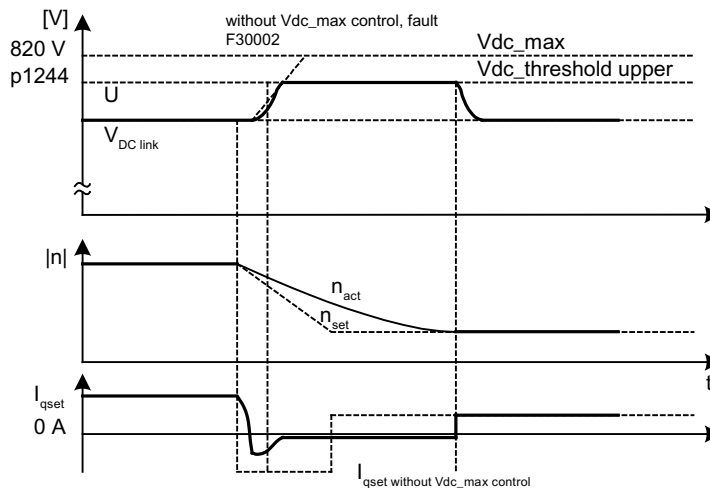 [V]
without Vdc_max control, fault
F30002
820 V
Vdc_max
p1244
Vdc_threshold upper
U
V DC link
|n|
n act
n set
t
I qset
0 A
I qset without Vdc_max control